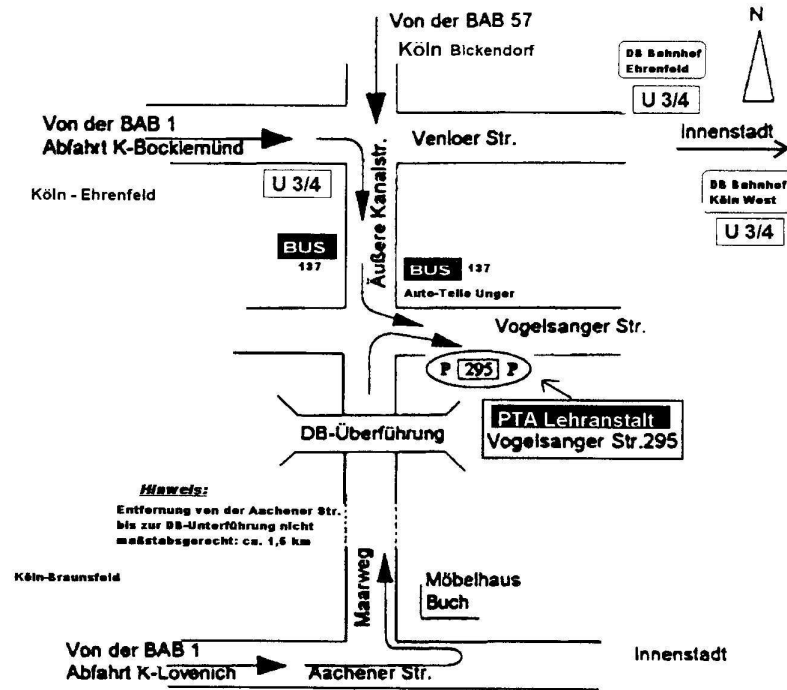 Von der BAB 57
Köln Bickendorf
N
DB Bahnhof
Ehrenfeld
U 3/4
Von der BAB 1
Abfahrt K-Bocklemünd
Venloer Str.
Innenstadt
Köln - Ehrenfeld
U 3/4
DB Bahnhof
Köln West
U 3/4
Äußere Kanalstr.
BUS 137
BUS 137
Auto-Teile Unger
Vogelsanger Str.
P 295 P
PTA Lehranstalt
Vogelsanger Str.295
DB-Überführung
Hinweis:
Entfernung von der Aachener Str.
bis zur DB-Unterführung nicht
maßstabsgerecht: ca. 1,5 km
Köln-Braunsfeld
Maarweg
Möbelhaus
Buch
Von der BAB 1
Abfahrt K-Lövenich
Aachener Str.
Innenstadt